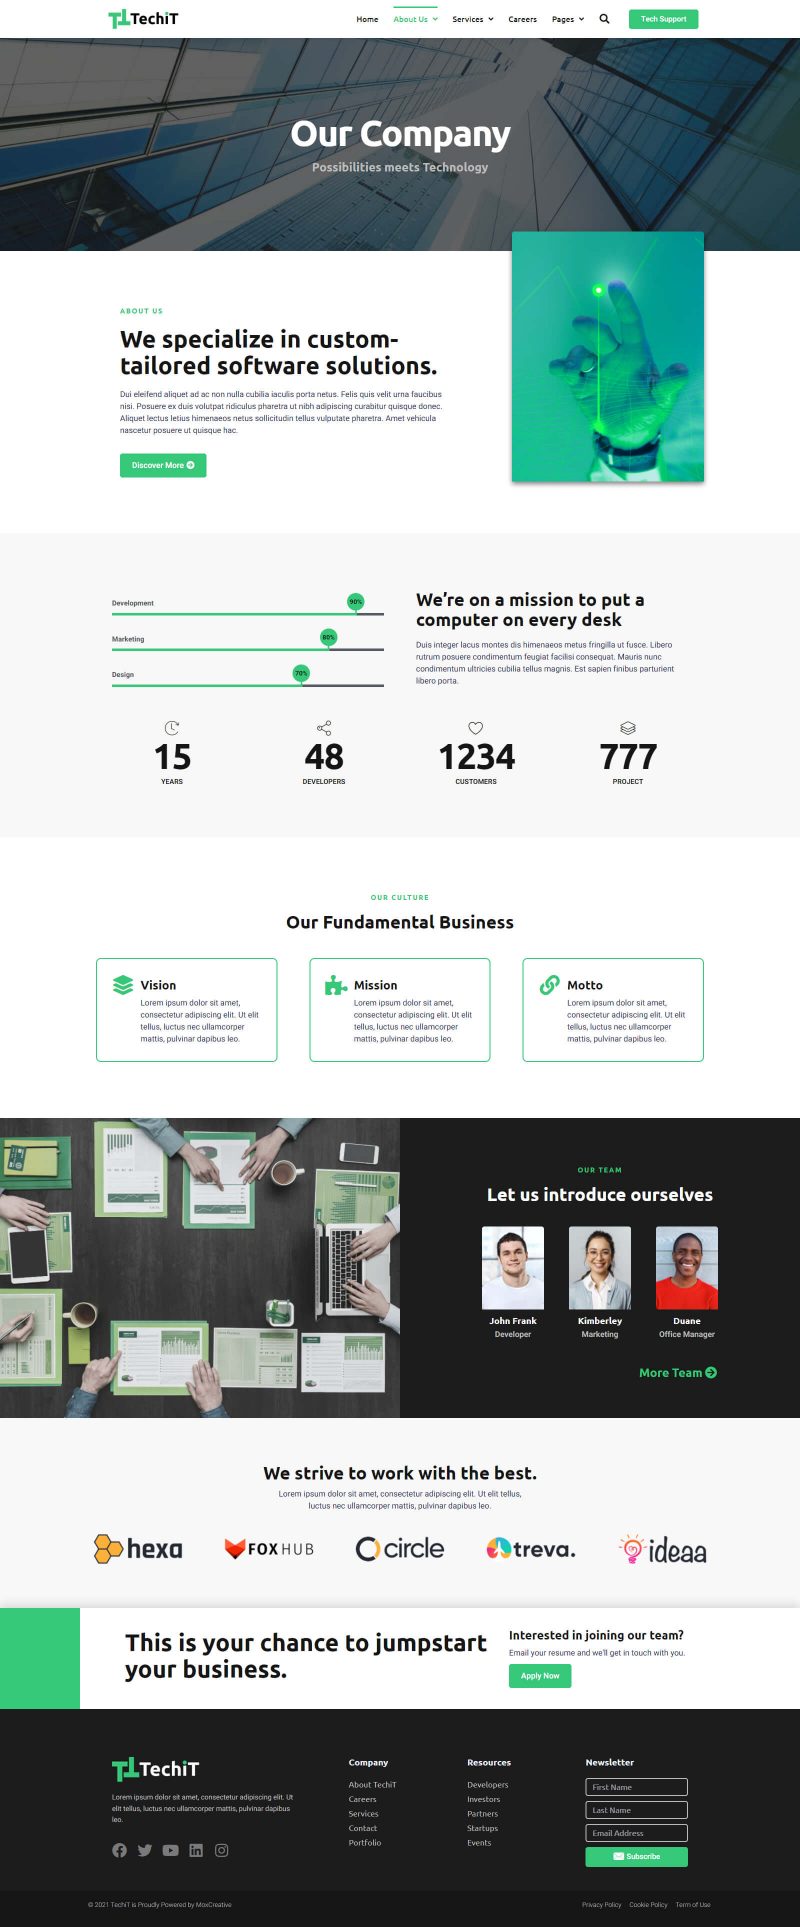 TechiT
Home
About Us
Services
Careers
Pages
Tech Support
Our Company
Possibilities meets Technology
ABOUT US
We specialize in custom-
tailored software solutions.
Dui eleifend aliquet ad ac non nulla cubilia iaculis porta netus. Felis quis velit urna faucibus
nisi. Posuere ex duis volutpat ridiculus pharetra ut nibh adipiscing curabitur quisque donec.
Aliquet lectus letius himenaeos netus sollicitudin tellus vulputate pharetra. Amet vehicula
nascetur posuere ut quisque hac.
Discover More
Development
90%
Marketing
80%
Design
70%
We're on a mission to put a
computer on every desk
Duis integer lacus montes dis himenaeos metus fringilla ut fusce. Libero
rutrum posuere condimentum feugiat facilisi consequat. Mauris nunc
condimentum ultricies cubilia tellus magnis. Est sapien finibus parturient
libero porta.
15
YEARS
48
DEVELOPERS
1234
CUSTOMERS
777
PROJECT
OUR CULTURE
Our Fundamental Business
Vision
Lorem ipsum dolor sit amet,
consectetur adipiscing elit. Ut elit
tellus, luctus nec ullamcorper
mattis, pulvinar dapibus leo.
Mission
Lorem ipsum dolor sit amet,
consectetur adipiscing elit. Ut elit
tellus, luctus nec ullamcorper
mattis, pulvinar dapibus leo.
Motto
Lorem ipsum dolor sit amet,
consectetur adipiscing elit. Ut elit
tellus, luctus nec ullamcorper
mattis, pulvinar dapibus leo.
OUR TEAM
Let us introduce ourselves
John Frank
Developer
Kimberley
Marketing
Duane
Office Manager
More Team
We strive to work with the best.
Lorem ipsum dolor sit amet, consectetur adipiscing elit. Ut elit tellus,
luctus nec ullamcorper mattis, pulvinar dapibus leo.
hexa
FOXHUB
circle
treva.
ideaa
This is your chance to jumpstart
your business.
Interested in joining our team?
Email your resume and we'll get in touch with you.
Apply Now
TechiT
Lorem ipsum dolor sit amet, consectetur adipiscing elit. Ut
elit tellus, luctus nec ullamcorper mattis, pulvinar dapibus
leo.
Company
About TechiT
Careers
Services
Contact
Portfolio
Resources
Developers
Investors
Partners
Startups
Events
Newsletter
First Name
Last Name
Email Address
Subscribe
© 2021 TechiT is Proudly Powered by MoxCreative
Privacy Policy
Cookie Policy
Term of Use